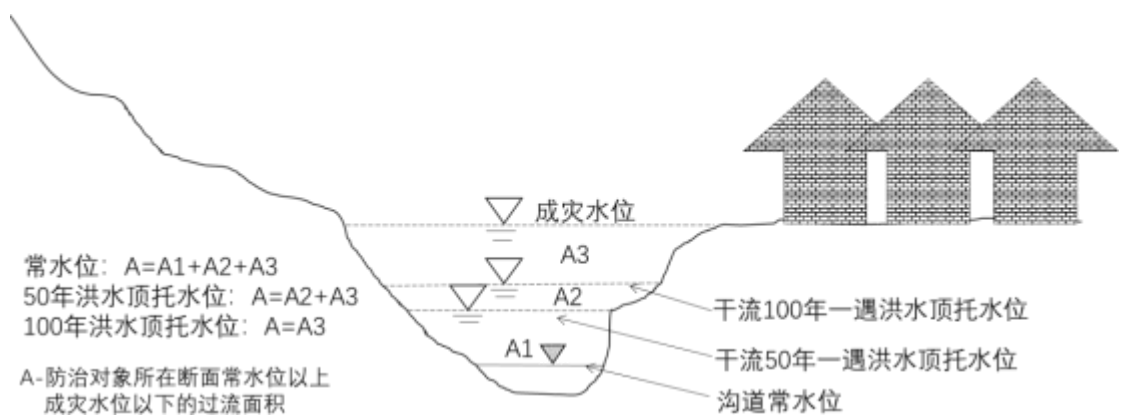 成灾水位
A3
常水位：A=A1+A2+A3
50年洪水顶托水位：A=A2+A3
A2
100年洪水顶托水位：A=A3
干流100年一遇洪水顶托水位
A1
干流50年一遇洪水顶托水位
A-防治对象所在断面常水位以上
成灾水位以下的过流面积
沟道常水位